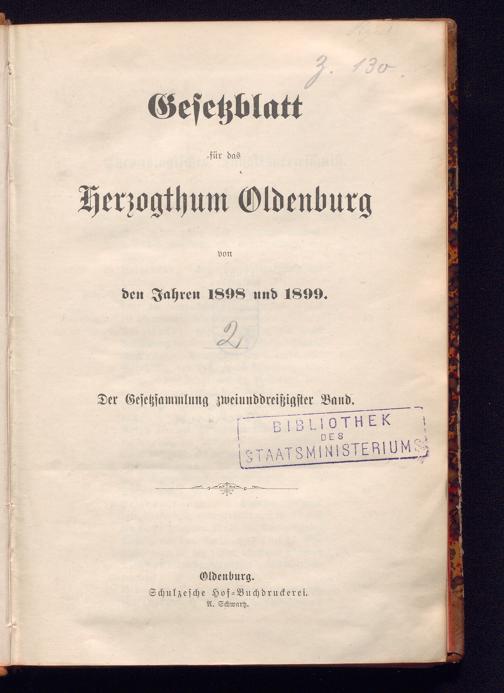 Z. 130.
Gesetzblatt
für das
Herzogthum Oldenburg
von
den Jahren 1898 und 1899.
2
Der Gesetzsammlung zweiunddreißigster Band.
BIBLIOTHEK
DES
STAATSMINISTERIUMS
Oldenburg.
Schulzesche Hof-Buchdruckerei.
A. Schwartz.